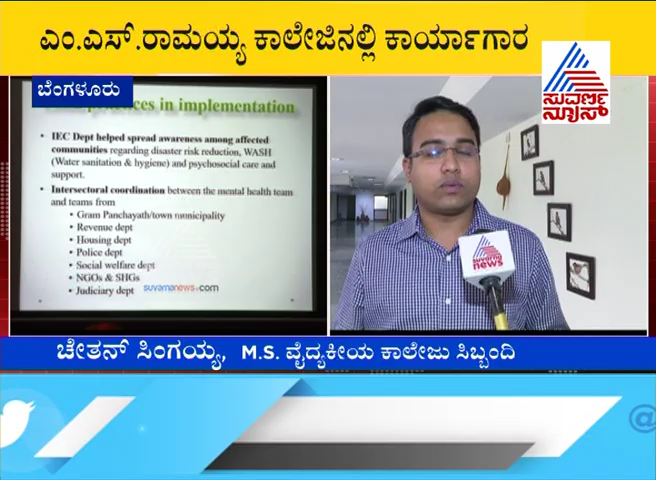 ಎಂ.ಎಸ್.ರಾಮಯ್ಯ ಕಾಲೇಜಿನಲ್ಲಿ ಕಾರ್ಯಾಗಾರ
ಸುವರ್ಣ
ನ್ಯೂಸ್
ಬೆಂಗಳೂರು
in implementation
• IEC Dept helped spread awareness among affected
communities regarding disaster risk reduction, WASH
(Water sanitation & hygiene) and psychosocial care and
support.
• Intersectoral coordination between the mental health team
and teams from
• Gram Panchayath/town municipality
• Revenue dept
• Housing dept
• Police dept
• Social welfare dept
• NGOs & SHGs
• Judiciary dept
suvarnanews.com
suvarna
news
ಚೇತನ್ ಸಿಂಗಯ್ಯ, M.S. ವೈದ್ಯಕೀಯ ಕಾಲೇಜು ಸಿಬ್ಬಂದಿ
@